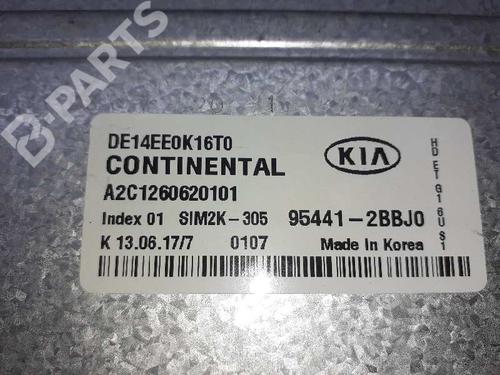 B-PARTS
DE14EE0K16T0
CONTINENTAL
KIA
A2C1260620101
Index 01 SIM2K-305 95441-2BBJ0
K 13.06.17/7 0107 Made in Korea
HD ET G1 6U S1